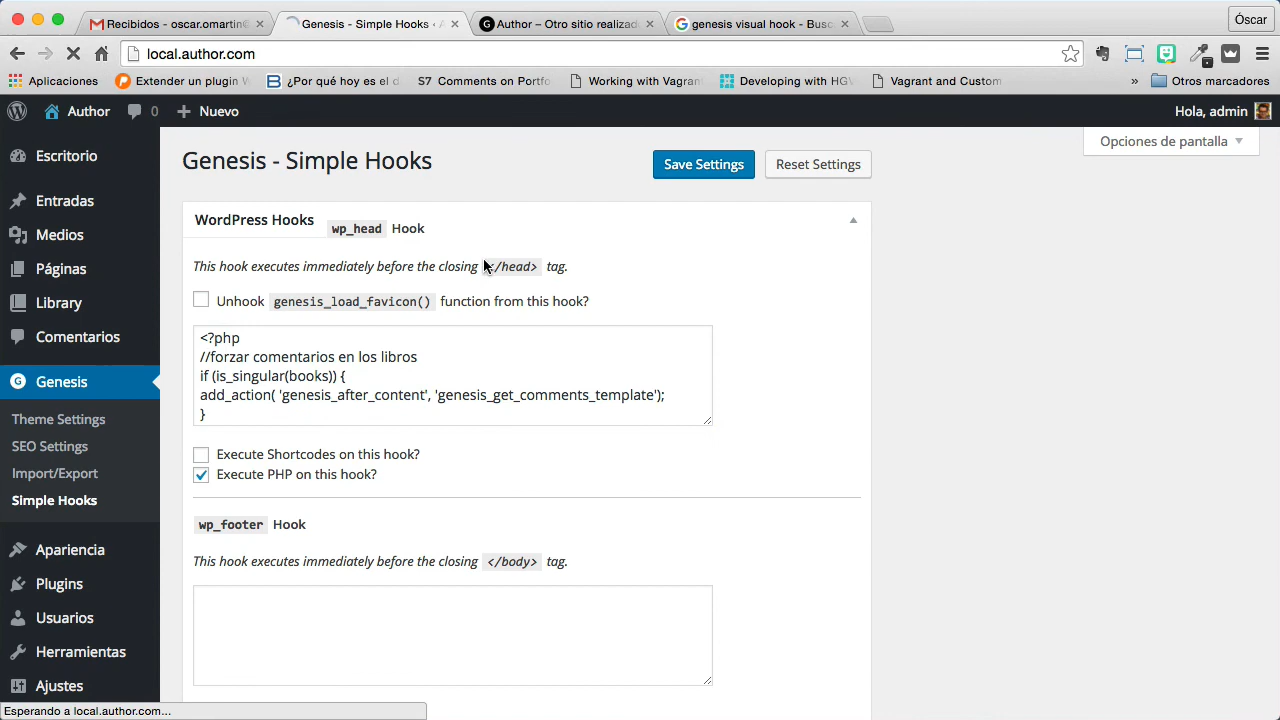 Recibidos - oscar.omartin@
Genesis - Simple Hooks ‹ A
Author – Otro sitio realizad
genesis visual hook - Busc
Óscar
local.author.com
Aplicaciones
Extender un plugin W
¿Por qué hoy es el d
S7 Comments on Portfo
Working with Vagrant
Developing with HGV
Vagrant and Custom
»
Otros marcadores
Author
0
Nuevo
Hola, admin
Opciones de pantalla
Escritorio
Entradas
Medios
Páginas
Library
Comentarios
Genesis
Theme Settings
SEO Settings
Import/Export
Simple Hooks
Apariencia
Plugins
Usuarios
Herramientas
Ajustes
Genesis - Simple Hooks
Save Settings
Reset Settings
WordPress Hooks
wp_head Hook
This hook executes immediately before the closing </head> tag.
Unhook genesis_load_favicon() function from this hook?
<?php
//forzar comentarios en los libros
if (is_singular(books)) {
add_action( 'genesis_after_content', 'genesis_get_comments_template');
}
Execute Shortcodes on this hook?
Execute PHP on this hook?
wp_footer Hook
This hook executes immediately before the closing </body> tag.
Esperando a local.author.com...